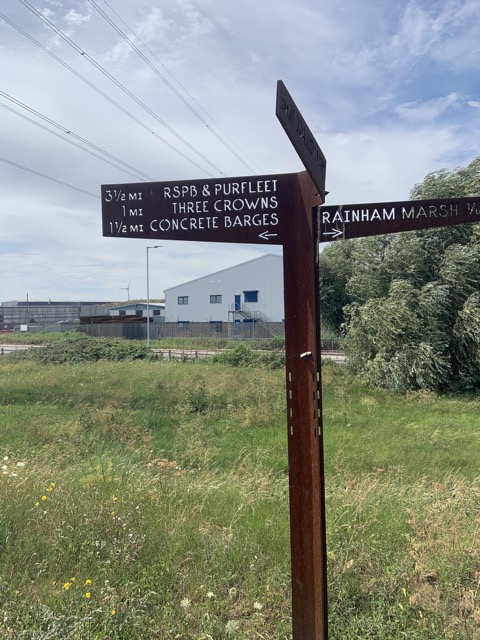 3½ MI RSPB & PURFLEET
1 MI THREE CROWNS
1½ MI CONCRETE BARGES
RAINHAM MARSH